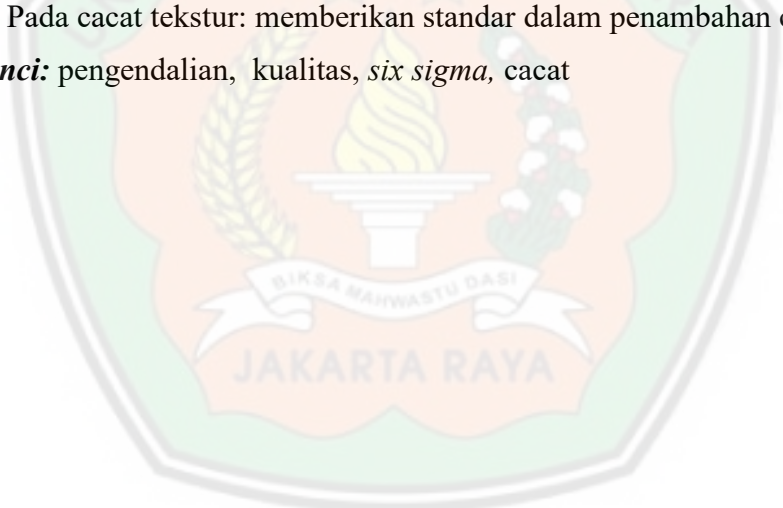 Pada cacat tekstur: memberikan standar dalam penambahan
nci: pengendalian, kualitas, six sigma, cacat
BIKSA MAHWASTU DASI
JAKARTA RAYA